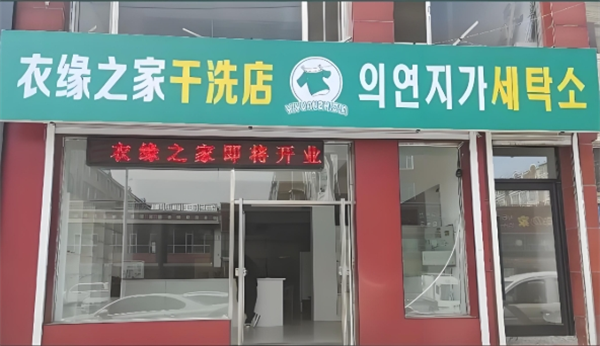 衣缘之家干洗店
의연지가세탁소
衣缘之家即将开业